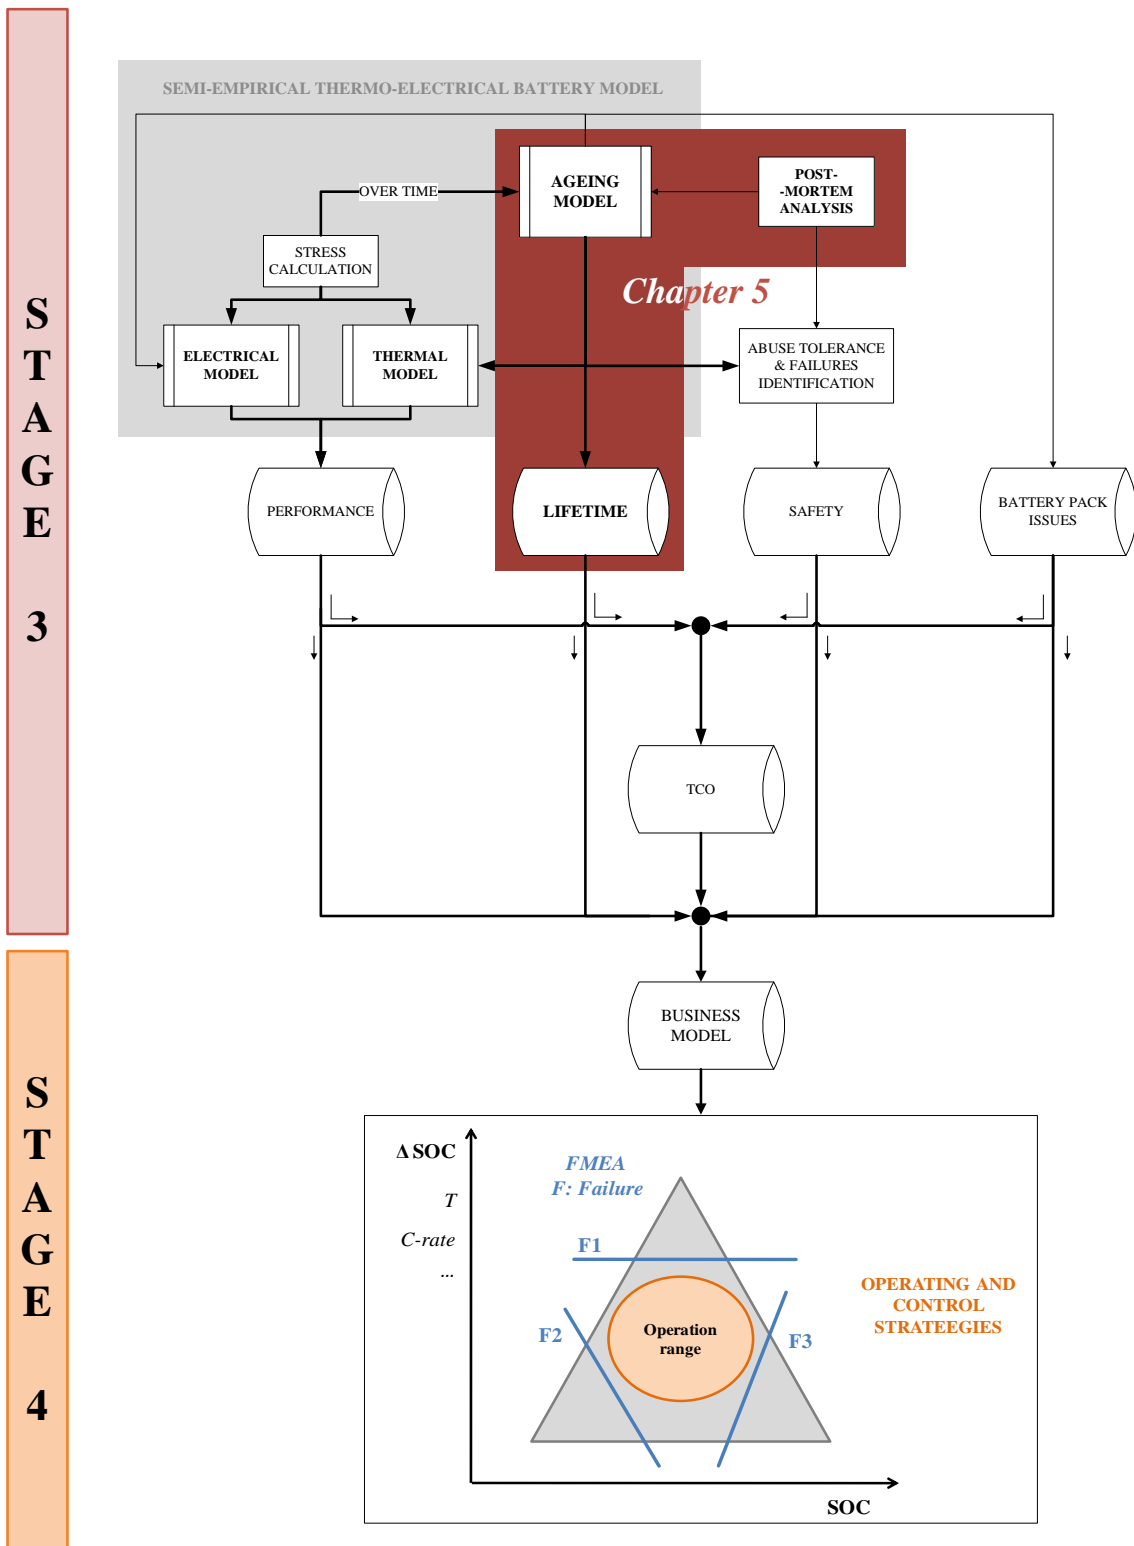 S
T
A
G
E
3
SEMI-EMPIRICAL THERMO-ELECTRICAL BATTERY MODEL
AGEING
MODEL
POST-
-MORTEM
ANALYSIS
OVER TIME
STRESS
CALCULATION
Chapter 5
ELECTRICAL
MODEL
THERMAL
MODEL
ABUSE TOLERANCE
& FAILURES
IDENTIFICATION
PERFORMANCE
LIFETIME
SAFETY
BATTERY PACK
ISSUES
TCO
S
T
A
G
E
4
BUSINESS
MODEL
Δ SOC
T
C-rate
...
FMEA
F: Failure
F1
F2
F3
Operation
range
OPERATING AND
CONTROL
STRATEEGIES
SOC